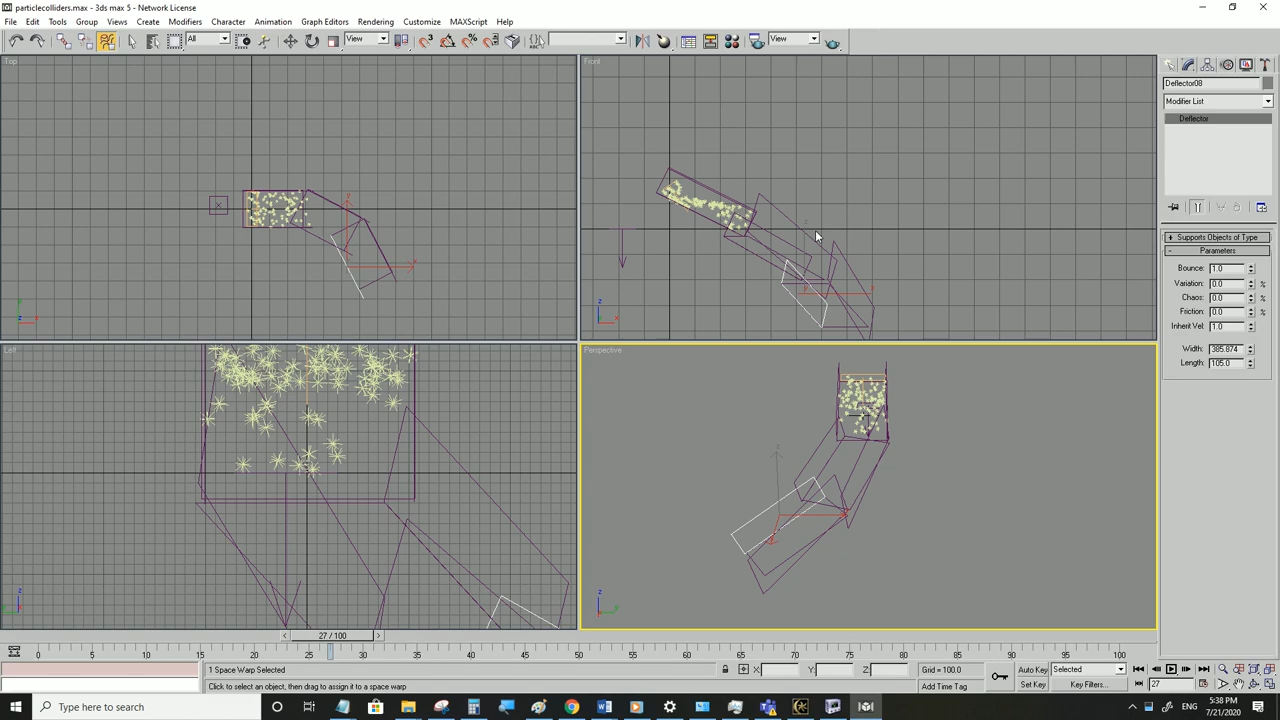 particlecolliders.max - 3ds max 5 - Network License
File Edit Tools Group Views Create Modifiers Character Animation Graph Editors Rendering Customize MAXScript Help
All View View
Top
Front
Left
Perspective
x
y
z
x
z
x
z
Deflector08
Modifier List
Deflector
+ Supports Objects of Type
- Parameters
Bounce: 1.0
Variation: 0.0 %
Chaos: 0.0 %
Friction: 0.0 %
Inherit Vel: 1.0
Width: 385.874
Length: 105.0
< 27 / 100 >
0 5 10 15 20 25 30 35 40 45 50 55 60 65 70 75 80 85 90 95 100
1 Space Warp Selected
X: Y: Z:
Grid = 100.0
Auto Key Selected
Click to select an object, then drag to assign it to a space warp
Add Time Tag
Set Key Key Filters...
27
Type here to search
ENG
5:38 PM
7/21/2020